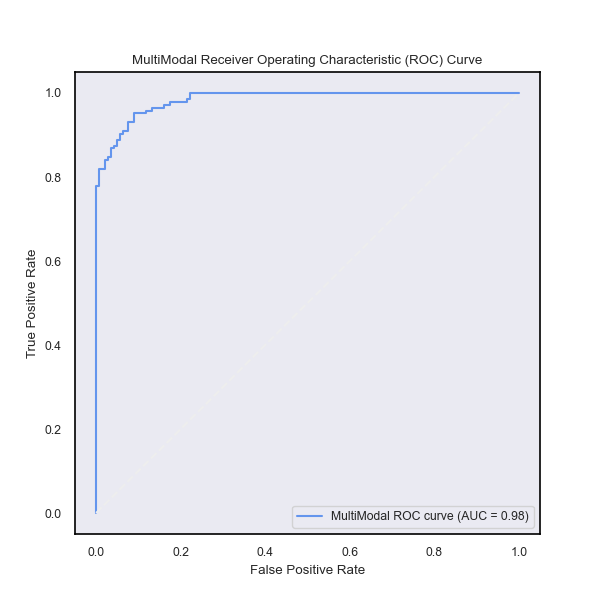 MultiModal Receiver Operating Characteristic (ROC) Curve
1.0
0.8
0.6
0.4
0.2
0.0
True Positive Rate
MultiModal ROC curve (AUC = 0.98)
0.0 0.2 0.4 0.6 0.8 1.0
False Positive Rate